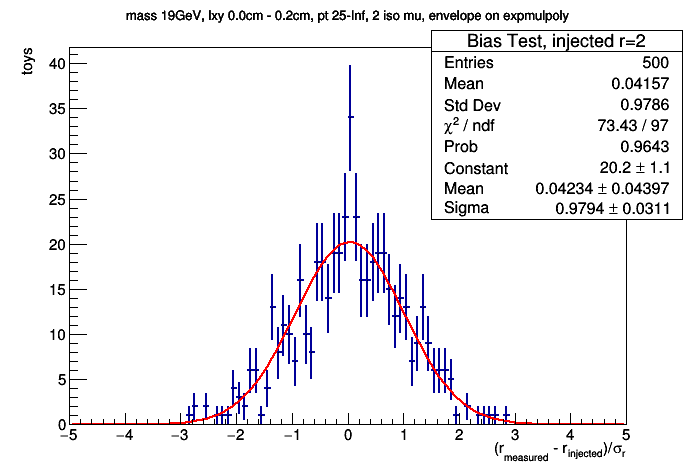 mass 19GeV, lxy 0.0cm - 0.2cm, pt 25-Inf, 2 iso mu, envelope on expmulpoly
toys
Bias Test, injected r=2
Entries 500
Mean 0.04157
Std Dev 0.9786
χ² / ndf 73.43 / 97
Prob 0.9643
Constant 20.2 ± 1.1
Mean 0.04234 ± 0.04397
Sigma 0.9794 ± 0.0311
40
35
30
25
20
15
10
5
0
−5 −4 −3 −2 −1 0 1 2 3 4 5
(r_measured - r_injected)/σ_r